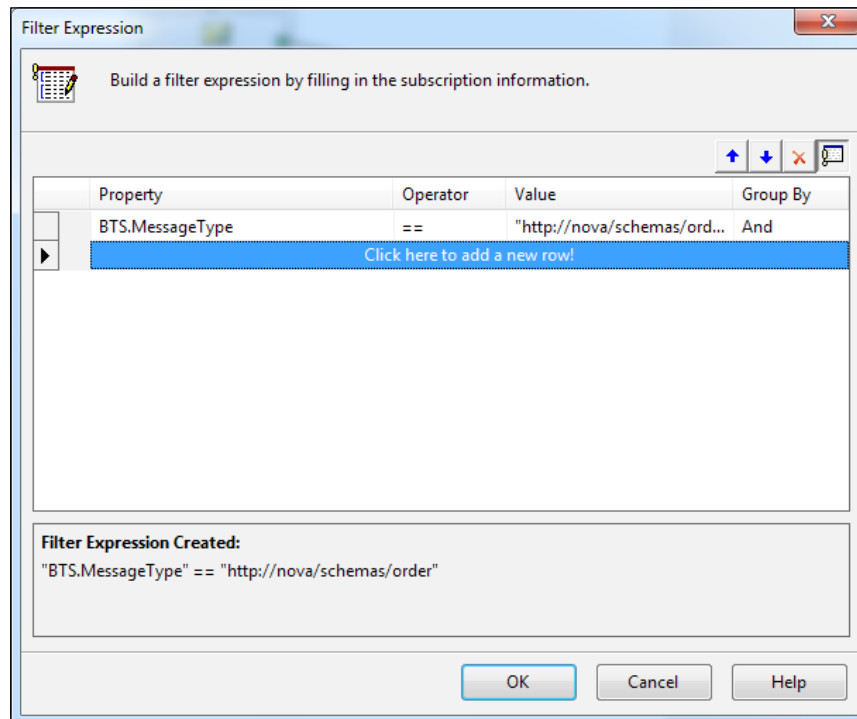 Filter Expression
Build a filter expression by filling in the subscription information.
Property Operator Value Group By
BTS.MessageType == "http://nova/schemas/ord... And
Click here to add a new row!
Filter Expression Created:
"BTS.MessageType" == "http://nova/schemas/order"
OK Cancel Help